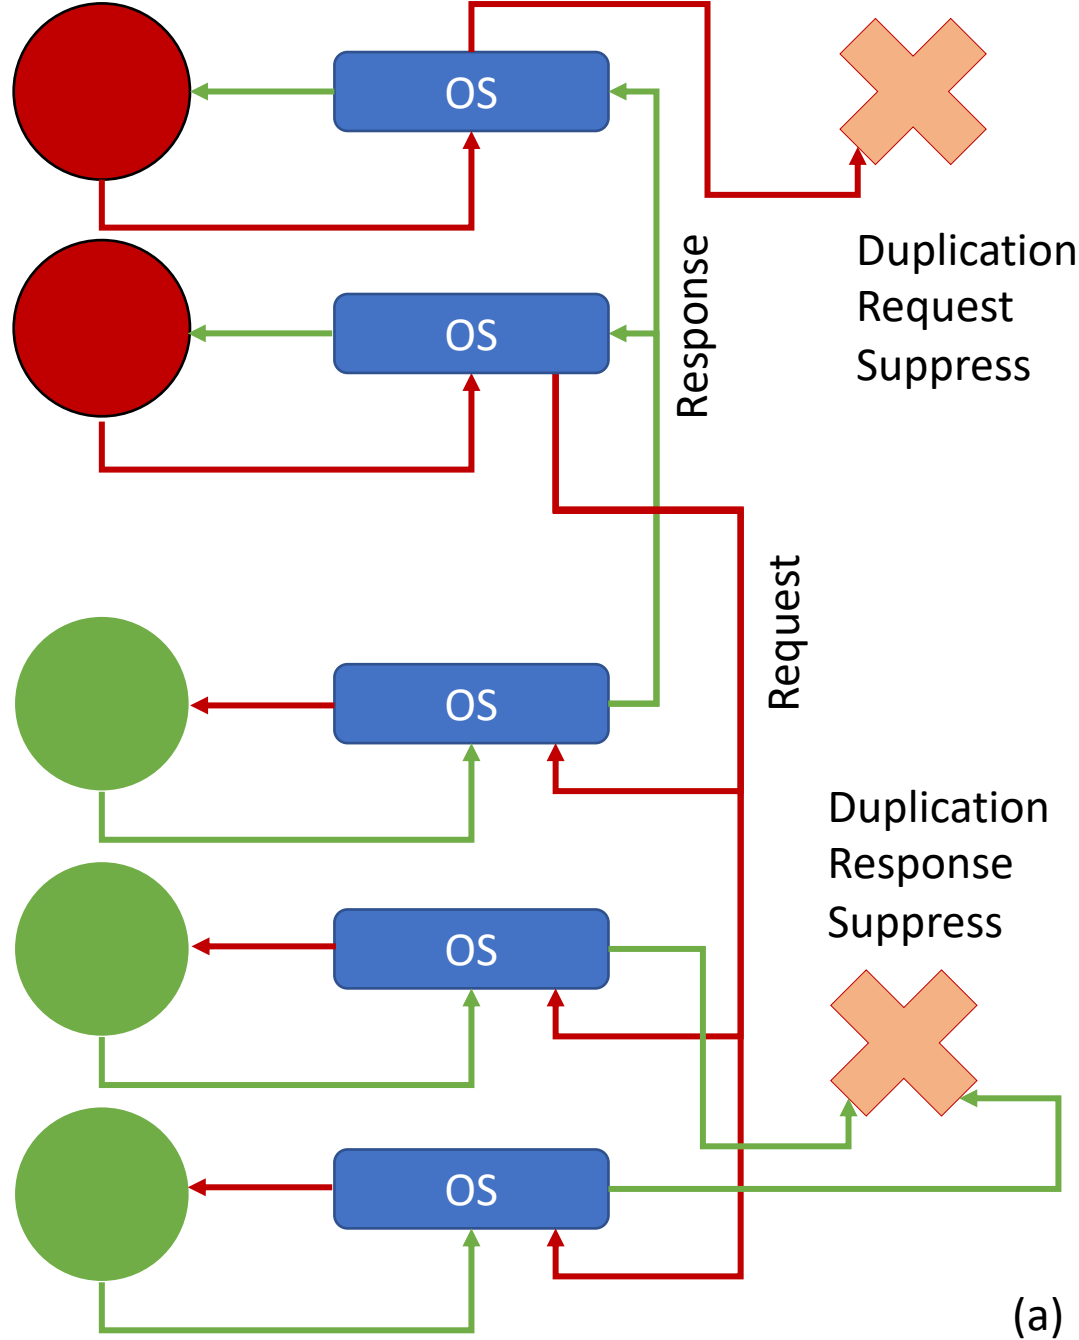 OS
Duplication
Request
Suppress
OS
Response
Request
OS
Duplication
Response
Suppress
OS
OS
(a)